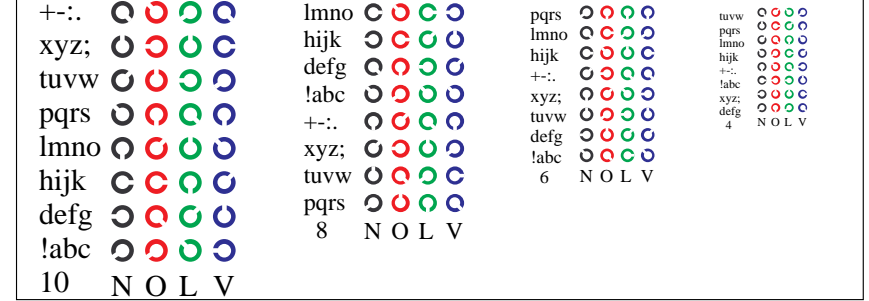 +-:.
xyz;
tuvw
pqrs
lmno
hijk
defg
!abc
10 N O L V
lmno
hijk
defg
!abc
+-:.
xyz;
tuvw
pqrs
8 N O L V
pqrs
lmno
hijk
+-:.
xyz;
tuvw
defg
!abc
6 N O L V
tuvw
pqrs
lmno
hijk
+-:.
!abc
xyz;
defg
4 N O L V